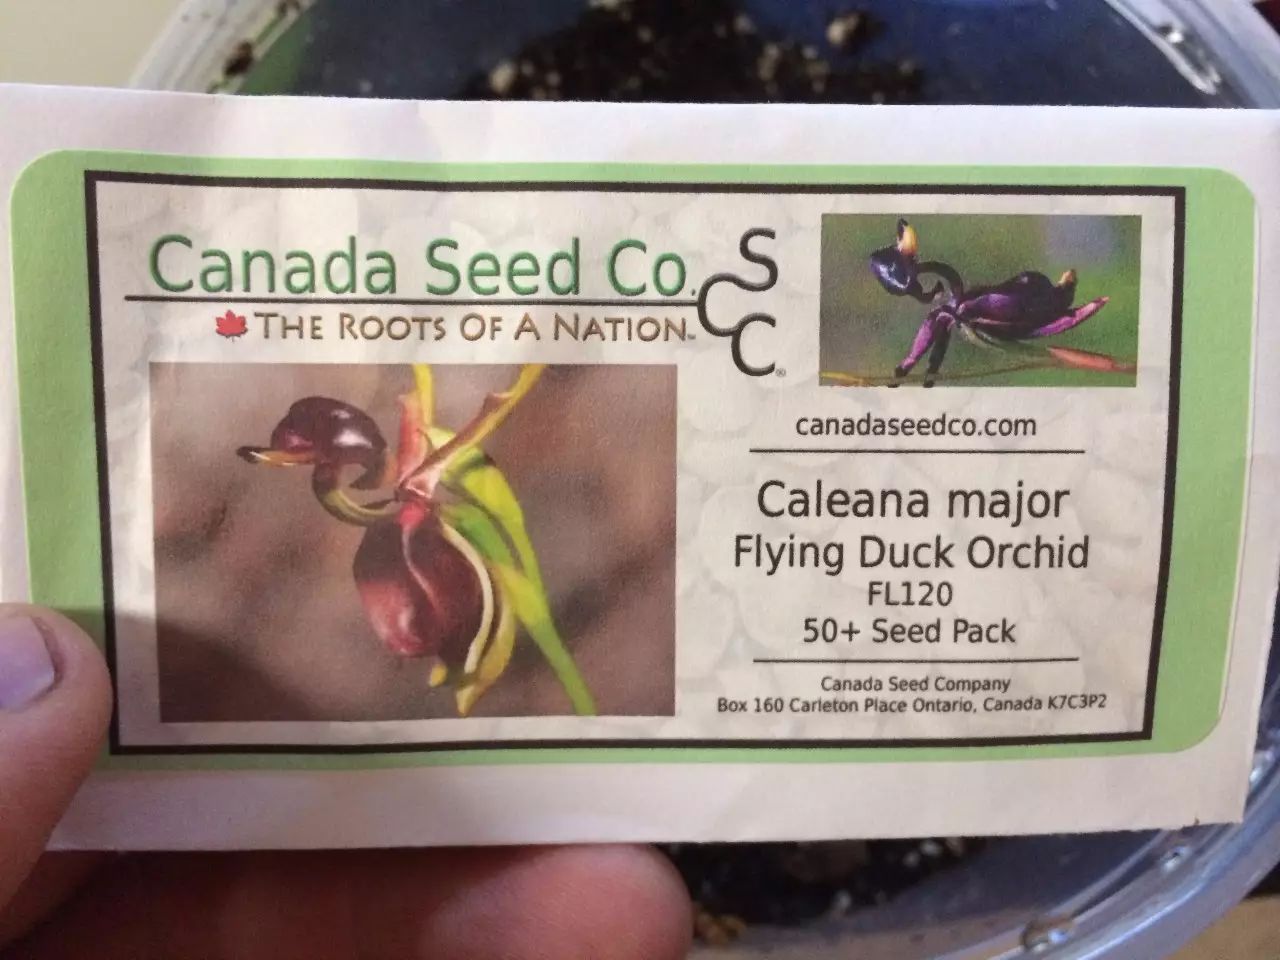 Canada Seed Co.
THE ROOTS OF A NATION™
SCC®
canadaseedco.com
Caleana major
Flying Duck Orchid
FL120
50+ Seed Pack
Canada Seed Company
Box 160 Carleton Place Ontario, Canada K7C3P2